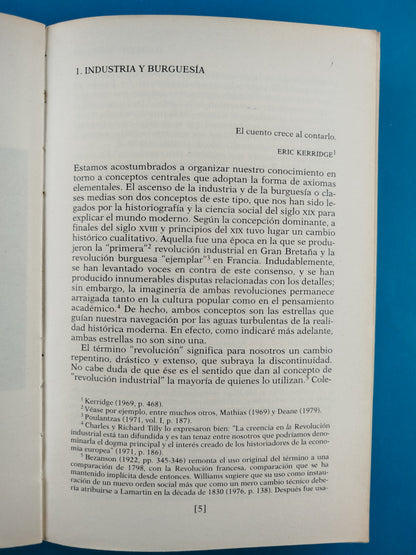 1. INDUSTRIA Y BURGUESÍA
El cuento crece al contarlo.
ERIC KERRIDGE¹
Estamos acostumbrados a organizar nuestro conocimiento en
torno a conceptos centrales que adoptan la forma de axiomas
elementales. El ascenso de la industria y de la burguesía o cla-
ses medias son dos conceptos de este tipo, que nos han sido le-
gados por la historiografía y la ciencia social del siglo XIX para
explicar el mundo moderno. Según la concepción dominante, a
finales del siglo XVIII y principios del XIX tuvo lugar un cambio
histórico cualitativo. Aquella fue una época en la que se produ-
jeron la "primera"² revolución industrial en Gran Bretaña y la
revolución burguesa "ejemplar"³ en Francia. Indudablemente,
se han levantado voces en contra de este consenso, y se han
producido innumerables disputas relacionadas con los detalles;
sin embargo, la imaginería de ambas revoluciones permanece
arraigada tanto en la cultura popular como en el pensamiento
académico.⁴ De hecho, ambos conceptos son las estrellas que
guían nuestra navegación por las aguas turbulentas de la reali-
dad histórica moderna. En efecto, como indicaré más adelante,
ambas estrellas no son sino una.
El término "revolución" significa para nosotros un cambio
repentino, drástico y extenso, que subraya la discontinuidad.
No cabe duda de que ése es el sentido que dan al concepto de
"revolución industrial" la mayoría de quienes lo utilizan.⁵ Cole-
¹ Kerridge (1969, p. 468).
² Véase por ejemplo, entre muchos otros, Mathias (1969) y Deane (1979).
³ Poulantzas (1971, vol. I, p. 187).
⁴ Charles y Richard Tilly lo expresaron bien: "La creencia en la Revolución
industrial está tan difundida y es tan tenaz entre nosotros que podríamos deno-
minarla el dogma principal y el interés creado de los historiadores de la econo-
mía europea" (1971, p. 186).
⁵ Bezanson (1922, pp. 345-346) remonta el uso original del término a una
comparación de 1798, con la Revolución francesa, comparación que se ha
mantenido implícita desde entonces. Williams sugiere que su uso como instaura-
ción de un nuevo orden social más que como un mero cambio técnico debe-
ría atribuirse a Lamartin en la década de 1830 (1976, p. 138). Después fue usa-
[5]